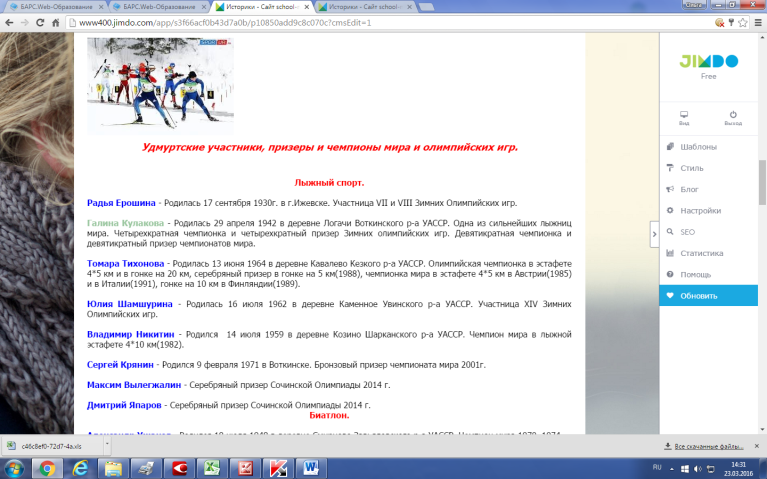 БАРС.Web-Образование
БАРС.Web-Образование
Историки - Сайт school-
Историки - Сайт school-
Ольга
www400.jimdo.com/app/s3f66acf0b43d7a0b/p10850add9c8c070c?cmsEdit=1
JIMDO
Free
Вид
Выход
Шаблоны
Стиль
Блог
Настройки
SEO
Статистика
Помощь
Обновить
Удмуртские участники, призеры и чемпионы мира и олимпийских игр.
Лыжный спорт.
Радья Ерошина - Родилась 17 сентября 1930г. в г.Ижевске. Участница VII и VIII Зимних Олимпийских игр.
Галина Кулакова - Родилась 29 апреля 1942 в деревне Логачи Воткинского р-а УАССР. Одна из сильнейших лыжниц
мира. Четырехкратная чемпионка и четырехкратный призер Зимних олимпийских игр. Девятикратная чемпионка и
девятикратный призер чемпионатов мира.
Томара Тихонова - Родилась 13 июня 1964 в деревне Кавалево Кезкого р-а УАССР. Олимпийская чемпионка в эстафете
4*5 км и в гонке на 20 км, серебряный призер в гонке на 5 км(1988), чемпионка мира в эстафете 4*5 км в Австрии(1985)
и в Италии(1991), гонке на 10 км в Финляндии(1989).
Юлия Шамшурина - Родилась 16 июля 1962 в деревне Каменное Увинского р-а УАССР. Участница XIV Зимних
Олимпийских игр.
Владимир Никитин - Родился 14 июля 1959 в деревне Козино Шарканского р-а УАССР. Чемпион мира в лыжной
эстафете 4*10 км(1982).
Сергей Крянин - Родился 9 февраля 1971 в Воткинске. Бронзовый призер чемпионата мира 2001г.
Максим Вылегжалин - Серебряный призер Сочинской Олимпиады 2014 г.
Дмитрий Япаров - Серебряный призер Сочинской Олимпиады 2014 г.
Биатлон.
c46c8ef0-72d7-4a.xls
Все скачанные файлы...
RU
14:31
23.03.2016